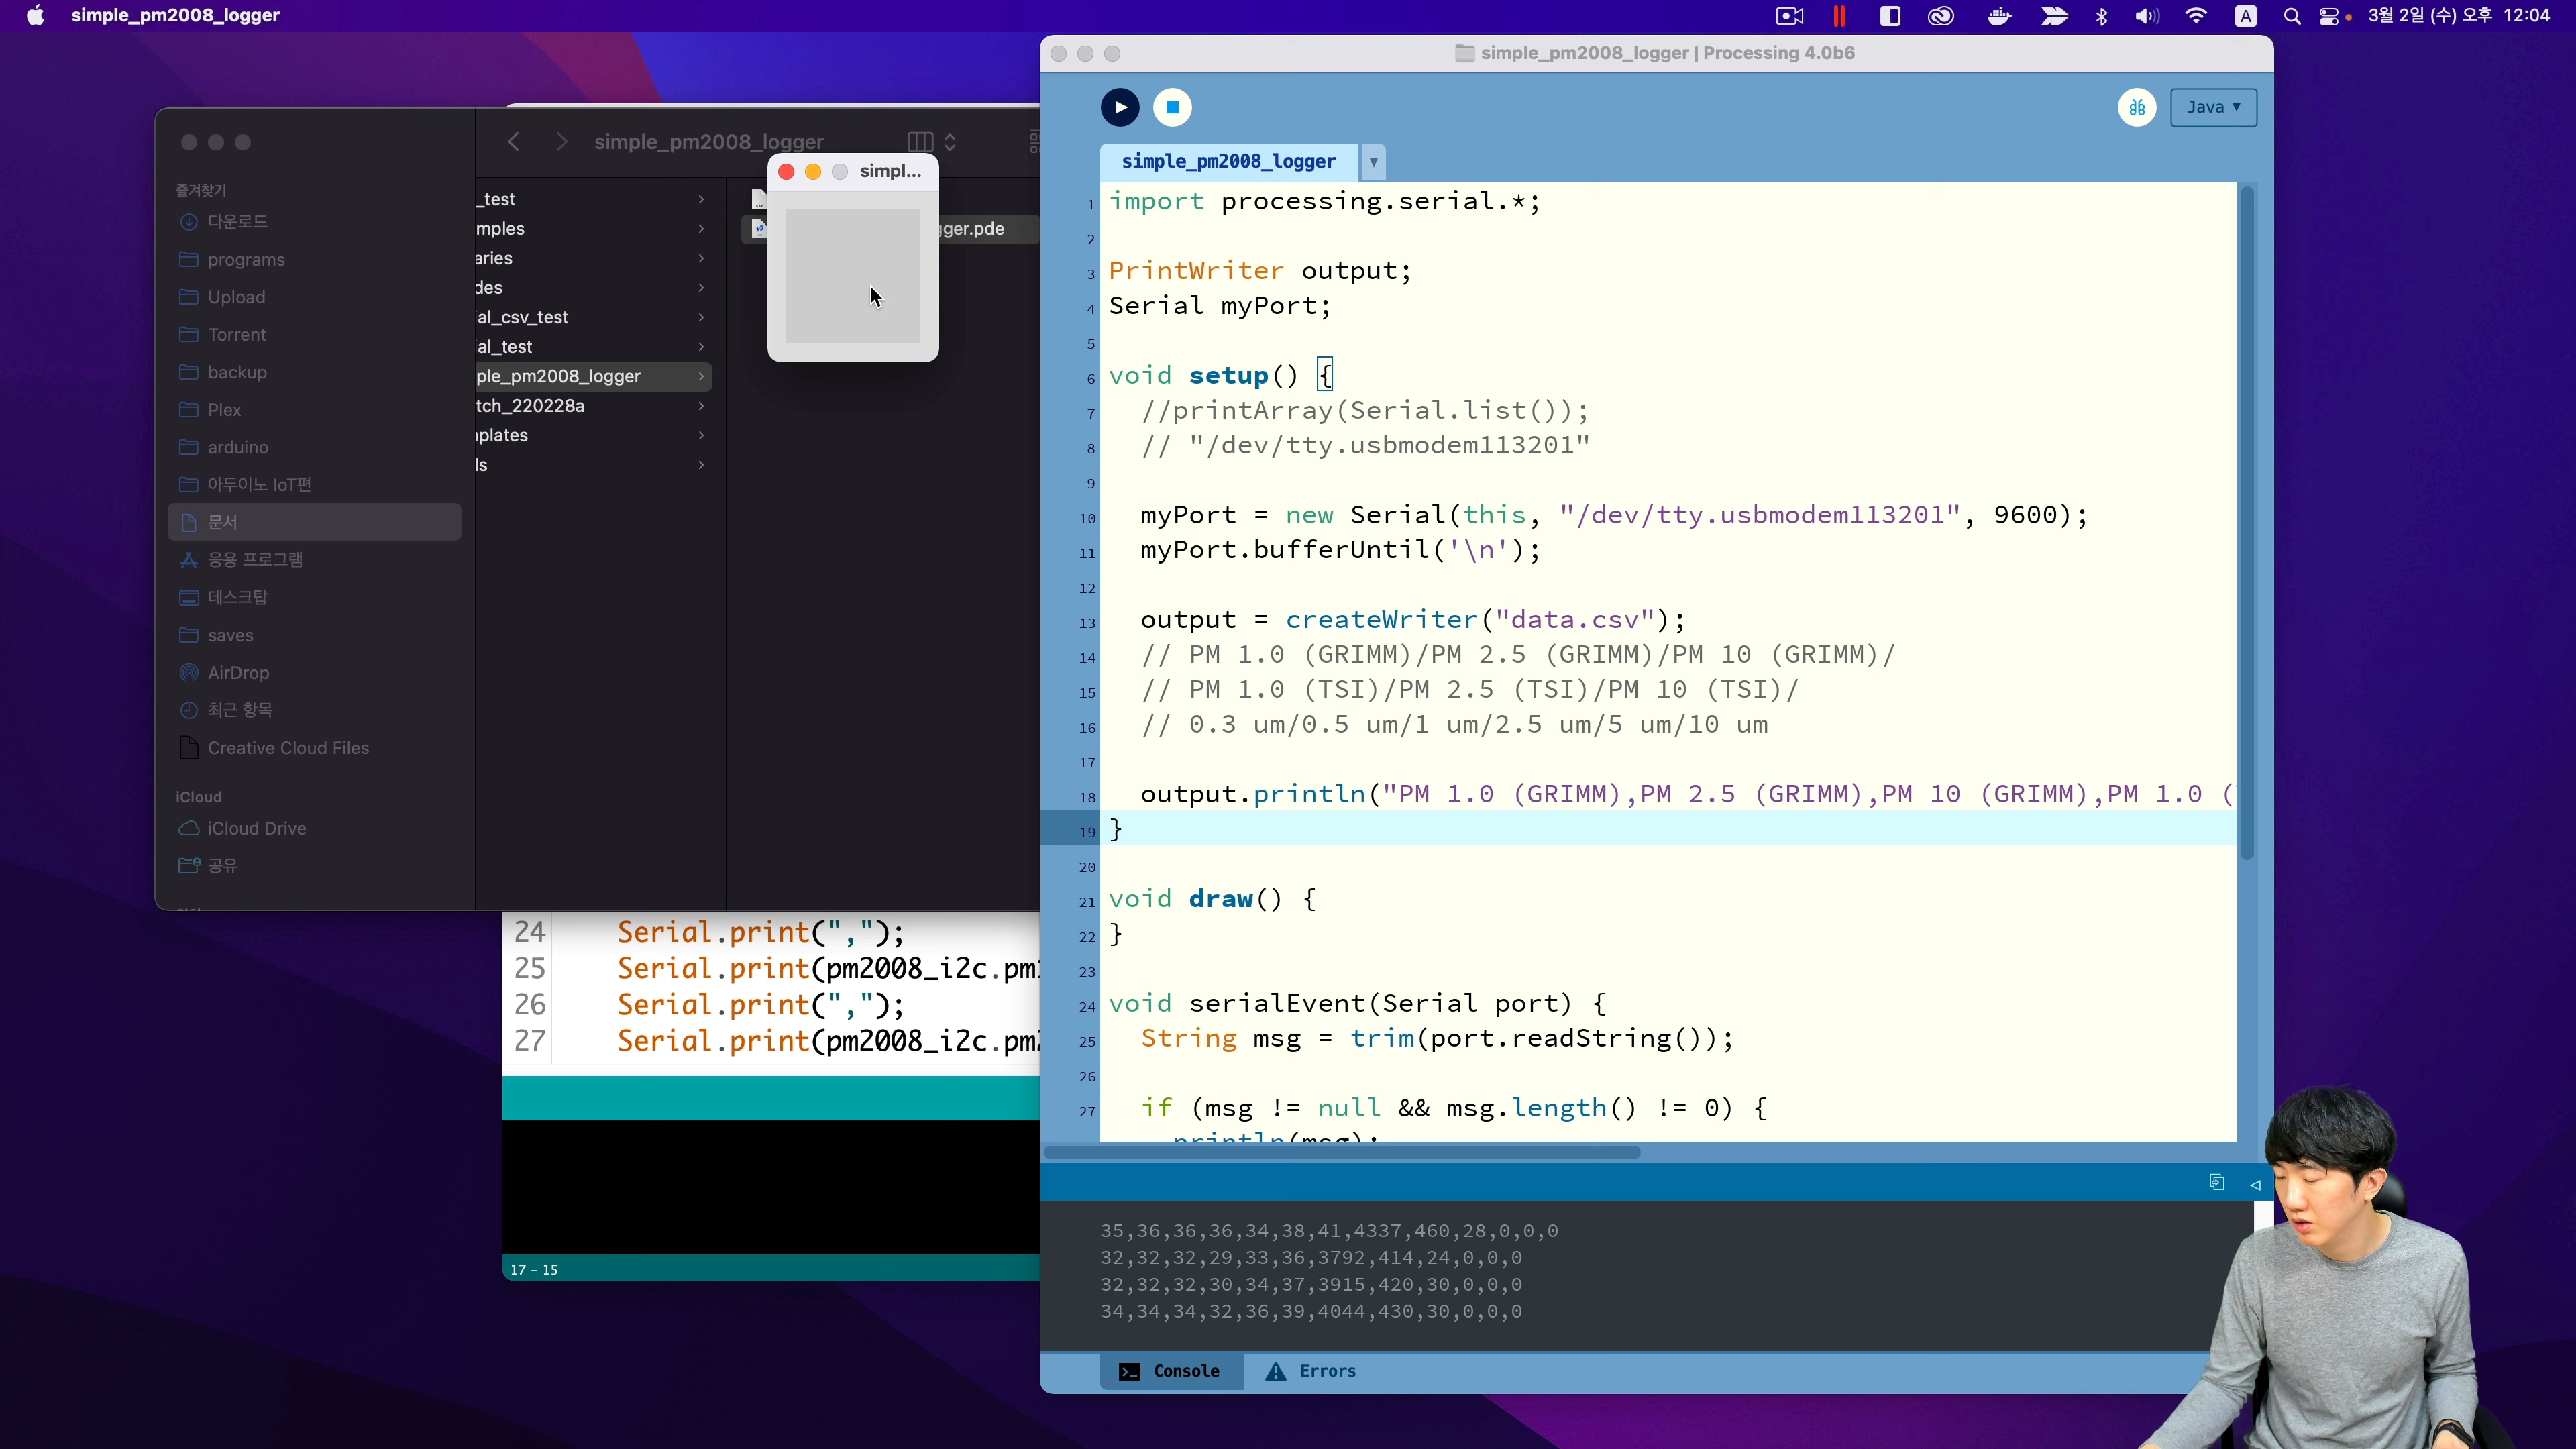 simple_pm2008_logger
A
3월 2일 (수) 오후 12:04
simple_pm2008_logger
즐겨찾기
다운로드
programs
Upload
Torrent
backup
Plex
arduino
아두이노 IoT편
문서
응용 프로그램
데스크탑
saves
AirDrop
최근 항목
Creative Cloud Files
iCloud
iCloud Drive
공유
_test
mples
aries
des
al_csv_test
al_test
ple_pm2008_logger
tch_220228a
plates
ls
gger.pde
simpl...
24 Serial.print(",");
25 Serial.print(pm2008_i2c.pm
26 Serial.print(",");
27 Serial.print(pm2008_i2c.pm
17 - 15
simple_pm2008_logger | Processing 4.0b6
Java ▼
simple_pm2008_logger ▼
1 import processing.serial.*;
2
3 PrintWriter output;
4 Serial myPort;
5
6 void setup() {
7 //printArray(Serial.list());
8 // "/dev/tty.usbmodem113201"
9
10 myPort = new Serial(this, "/dev/tty.usbmodem113201", 9600);
11 myPort.bufferUntil('\n');
12
13 output = createWriter("data.csv");
14 // PM 1.0 (GRIMM)/PM 2.5 (GRIMM)/PM 10 (GRIMM)/
15 // PM 1.0 (TSI)/PM 2.5 (TSI)/PM 10 (TSI)/
16 // 0.3 um/0.5 um/1 um/2.5 um/5 um/10 um
17
18 output.println("PM 1.0 (GRIMM),PM 2.5 (GRIMM),PM 10 (GRIMM),PM 1.0 (
19 }
20
21 void draw() {
22 }
23
24 void serialEvent(Serial port) {
25 String msg = trim(port.readString());
26
27 if (msg != null && msg.length() != 0) {
println(msg);
35,36,36,36,34,38,41,4337,460,28,0,0,0
32,32,32,29,33,36,3792,414,24,0,0,0
32,32,32,30,34,37,3915,420,30,0,0,0
34,34,34,32,36,39,4044,430,30,0,0,0
Console
Errors